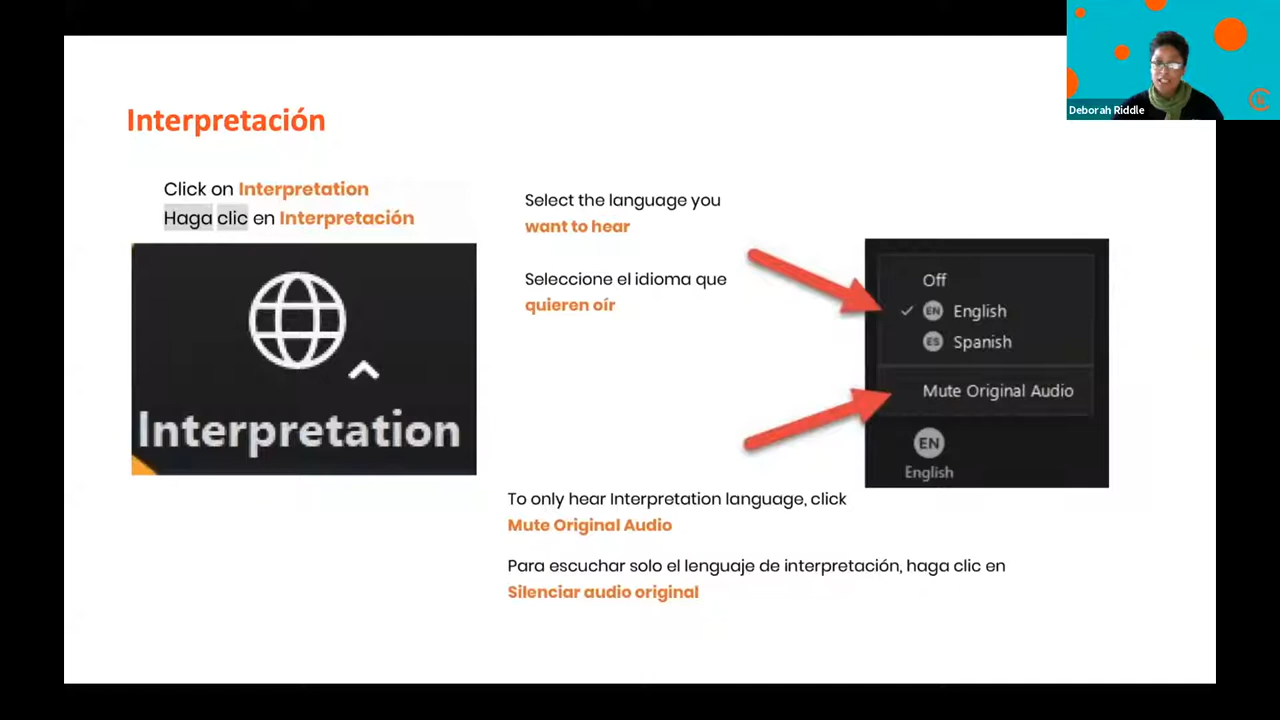 Deborah Riddle
Interpretación
Click on Interpretation
Haga clic en Interpretación
Interpretation
Select the language you
want to hear
Seleccione el idioma que
quieren oír
Off
EN English
ES Spanish
Mute Original Audio
EN
English
To only hear Interpretation language, click
Mute Original Audio
Para escuchar solo el lenguaje de interpretación, haga clic en
Silenciar audio original